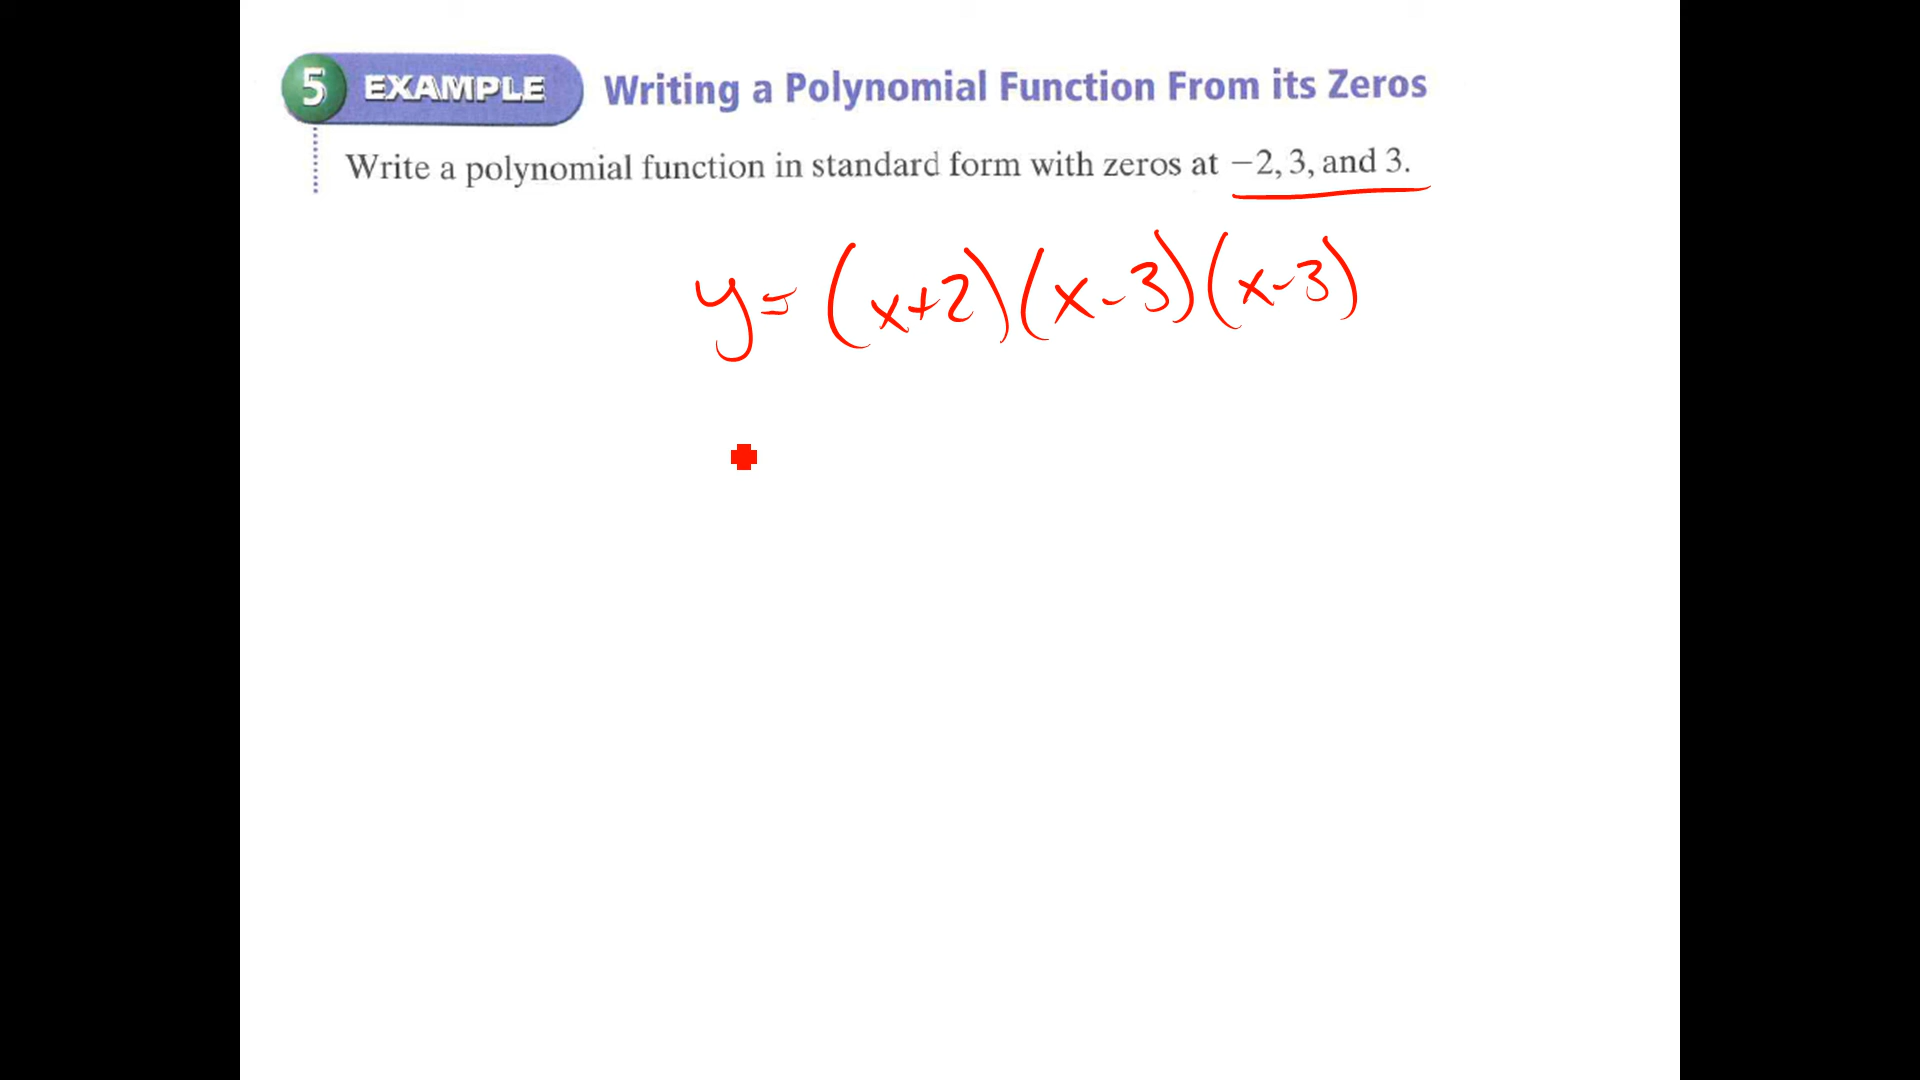 5 EXAMPLE Writing a Polynomial Function From its Zeros
Write a polynomial function in standard form with zeros at −2, 3, and 3.
y = (x+2)(x-3)(x-3)